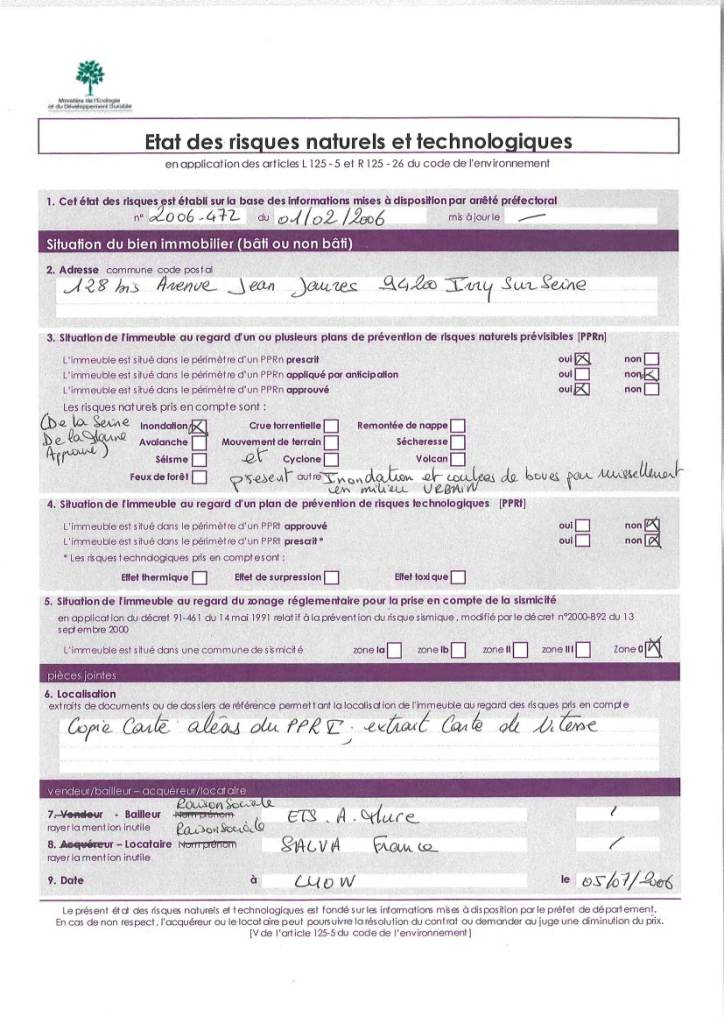 Ministère de l'Ecologie
et du Développement Durable
Etat des risques naturels et technologiques
en application des articles L 125 - 5 et R 125 - 26 du code de l'environnement
1. Cet état des risques est établi sur la base des informations mises à disposition par arrêté préfectoral
n° 2006-472 du 01/02/2006 mis à jour le —
Situation du bien immobilier (bâti ou non bâti)
2. Adresse commune code postal
128 bis Avenue Jean Jaures 94200 Ivry Sur Seine
3. Situation de l'immeuble au regard d'un ou plusieurs plans de prévention de risques naturels prévisibles [PPRn]
L'immeuble est situé dans le périmètre d'un PPRn prescrit oui non
L'immeuble est situé dans le périmètre d'un PPRn appliqué par anticipation oui non
L'immeuble est situé dans le périmètre d'un PPRn approuvé oui non
Les risques naturels pris en compte sont :
(De la Seine Inondation Crue torrentielle Remontée de nappe
De la Marne Avalanche Mouvement de terrain Sécheresse
Séisme et Cyclone Volcan
Feux de forêt present autre Inondation et coulées de boues par ruissellement
en milieu URBAIN
4. Situation de l'immeuble au regard d'un plan de prévention de risques technologiques [PPRt]
L'immeuble est situé dans le périmètre d'un PPRt approuvé oui non
L'immeuble est situé dans le périmètre d'un PPRt prescrit * oui non
* Les risques technologiques pris en compte sont :
Effet thermique Effet de surpression Effet toxique
5. Situation de l'immeuble au regard du zonage réglementaire pour la prise en compte de la sismicité
en application du décret 91-461 du 14 mai 1991 relatif à la prévention du risque sismique, modifié par le décret n°2000-892 du 13
septembre 2000
L'immeuble est situé dans une commune de sismicité zone Ia zone Ib zone II zone III Zone 0
pièces jointes
6. Localisation
extraits de documents ou de dossiers de référence permettant la localisation de l'immeuble au regard des risques pris en compte
Copie Carte aléas du PPRI; extrait Carte de Vitesse
vendeur/bailleur – acquéreur/locataire
Raison Sociale
7. Vendeur - Bailleur Nom prénom ETS. A. /
rayer la mention inutile Raison Sociale
8. Acquéreur – Locataire Nom prénom SALVA France /
rayer la mention inutile
9. Date à LYON le 05/07/2006
Le présent état des risques naturels et technologiques est fondé sur les informations mises à disposition par le préfet de département.
En cas de non respect, l'acquéreur ou le locataire peut poursuivre la résolution du contrat ou demander au juge une diminution du prix.
[V de l'article 125-5 du code de l'environnement]